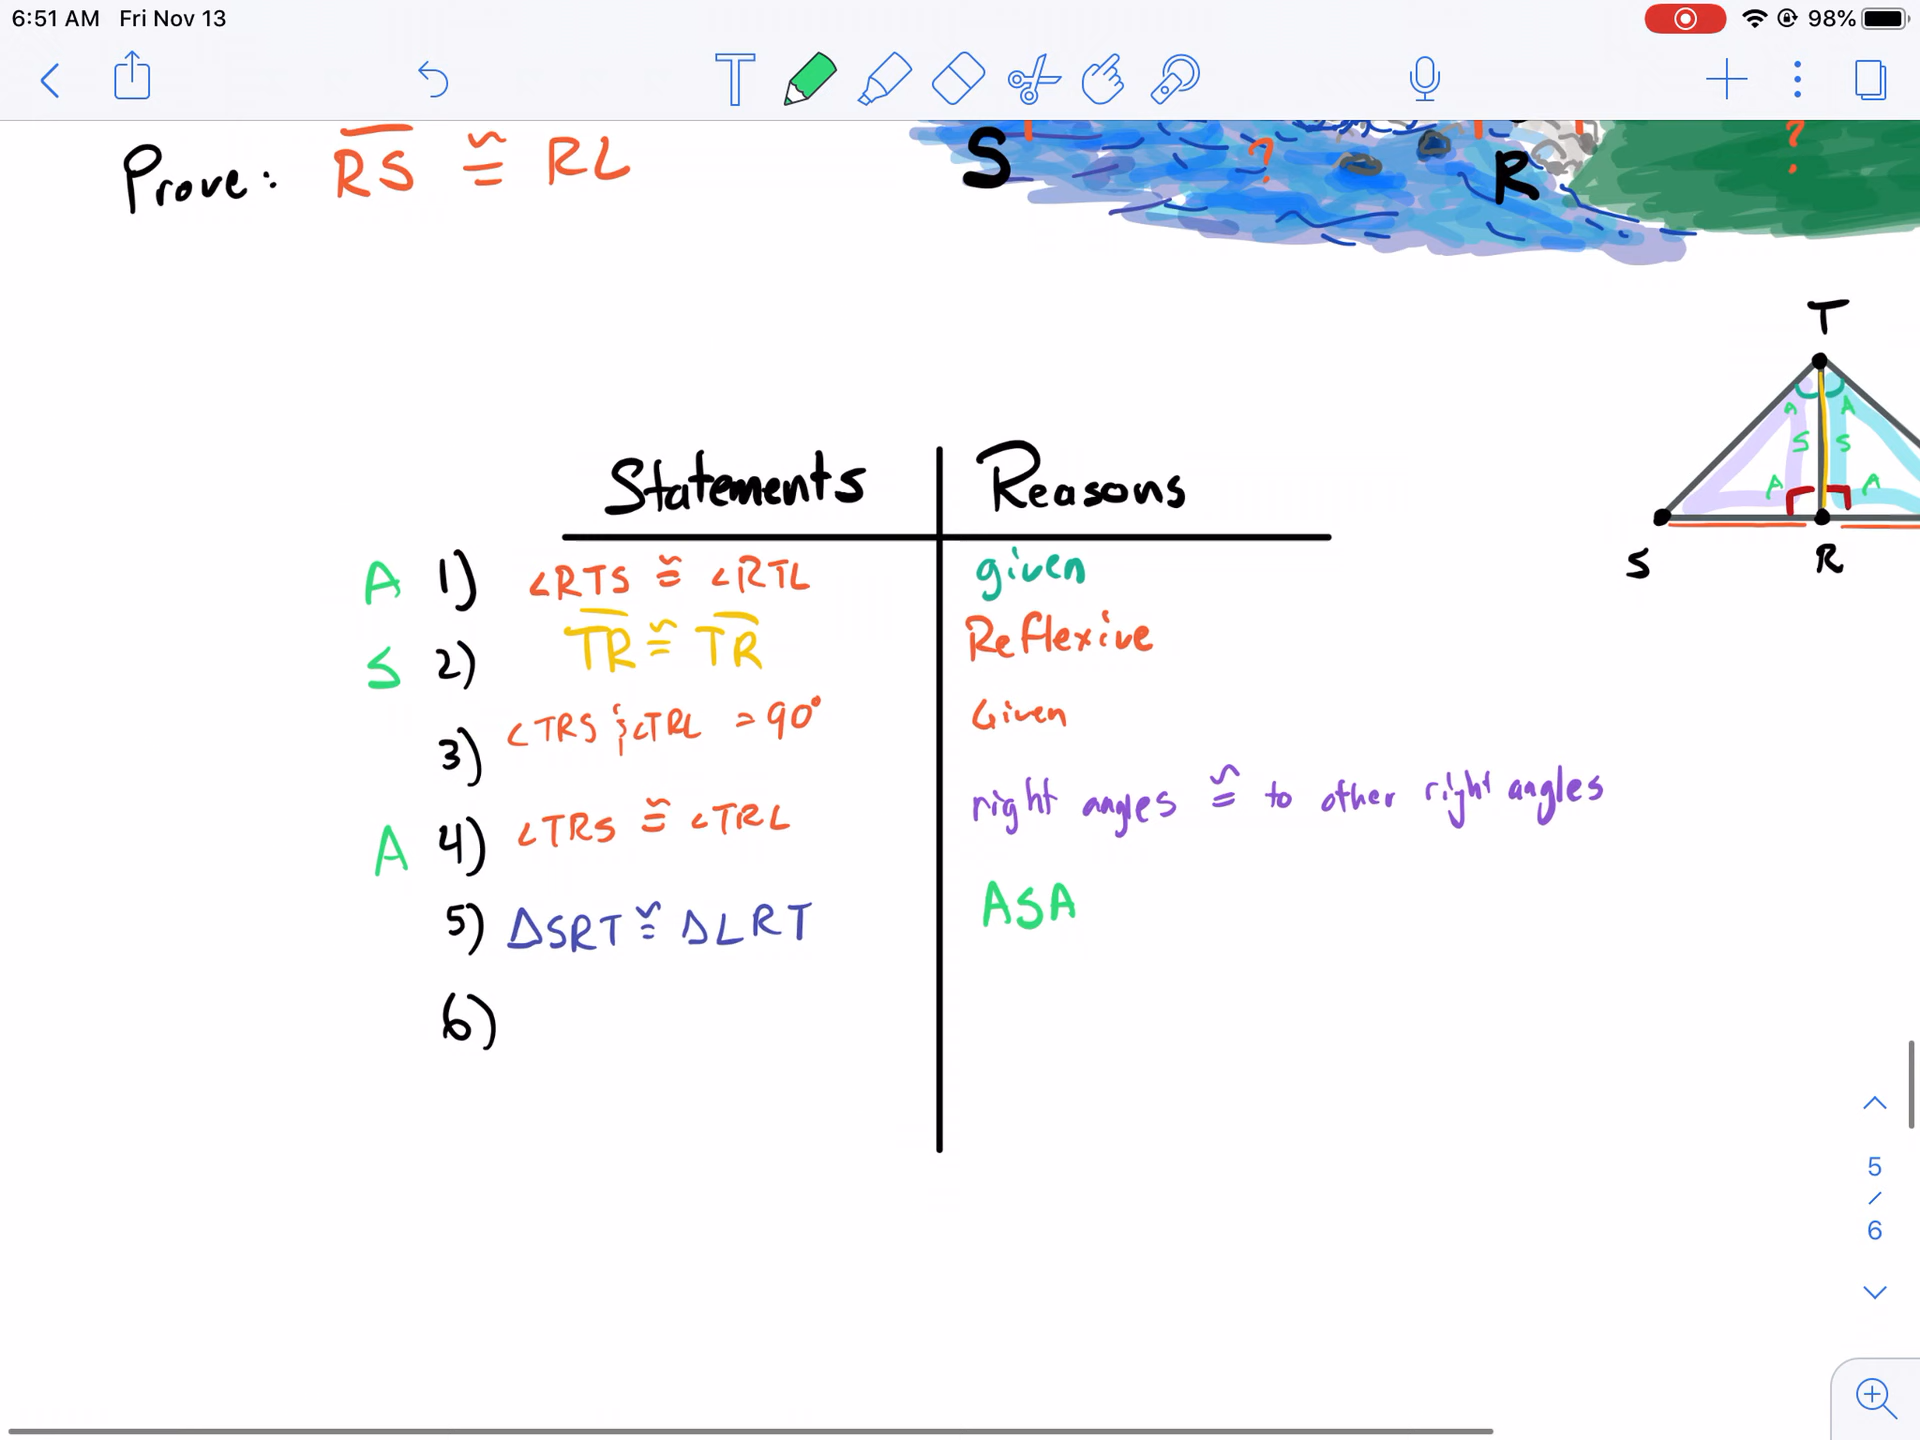 6:51 AM Fri Nov 13
98%
Prove: RS ≅ RL
S ? R ?
T
A A
S S
A A
S R
Statements Reasons
A 1) ∠RTS ≅ ∠RTL given
S 2) TR ≅ TR Reflexive
3) ∠TRS & ∠TRL = 90° Given
A 4) ∠TRS ≅ ∠TRL right angles ≅ to other right angles
5) ΔSRT ≅ ΔLRT ASA
6)
5
/
6